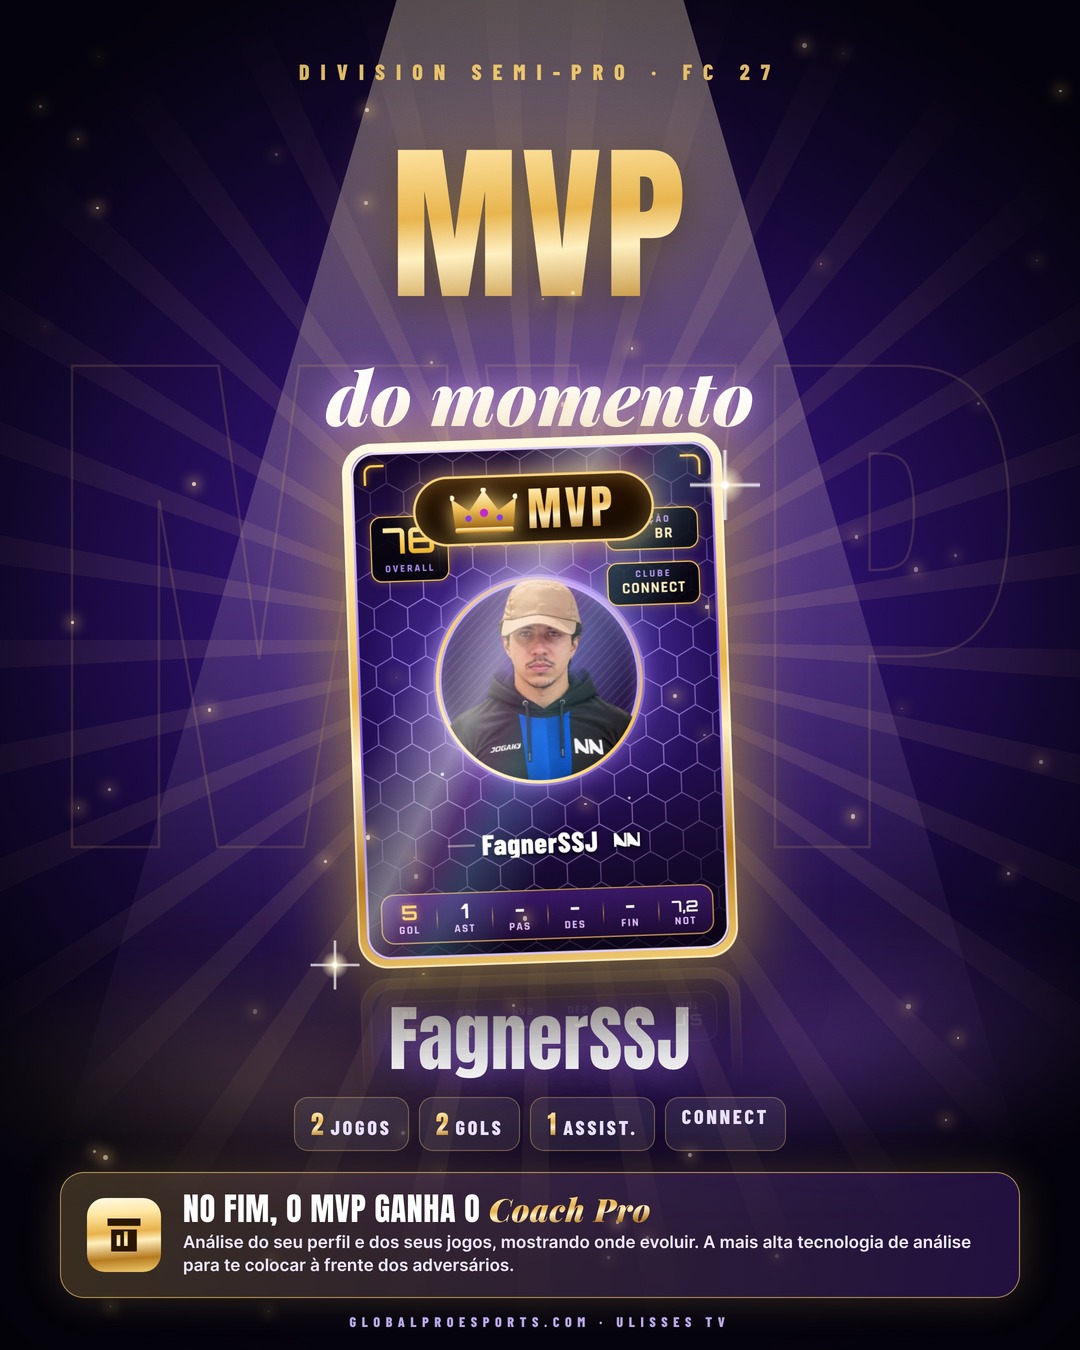 DIVISION SEMI-PRO · FC 27
MVP
do momento
MVP
78
OVERALL
BR
CLUBE
CONNECT
JOGANJ
NN
FagnerSSJ NN
5 GOL
1 AST
- PAS
- DES
- FIN
7,2 NOT
FagnerSSJ
2 JOGOS
2 GOLS
1 ASSIST.
CONNECT
NO FIM, O MVP GANHA O Coach Pro
Análise do seu perfil e dos seus jogos, mostrando onde evoluir. A mais alta tecnologia de análise
para te colocar à frente dos adversários.
GLOBALPROESPORTS.COM · ULISSES TV